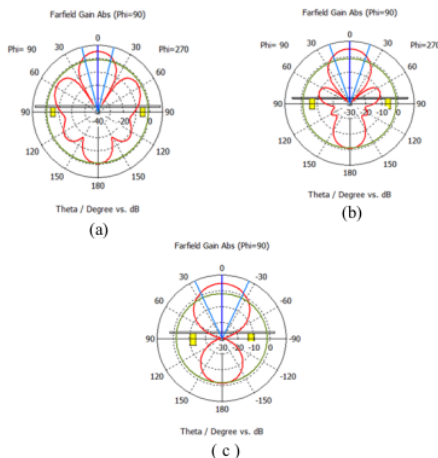 Farfield Gain Abs (Phi=90)
Phi= 90 30 0 30 Phi=270
60 60
90 -40 -20 0 90
120 120
150 180 150
Theta / Degree vs. dB
(a)
Farfield Gain Abs (Phi=90)
Phi= 90 30 0 30 Phi=270
60 60
90 -30 -20 -10 0 90
120 120
150 180 150
Theta / Degree vs. dB
(b)
Farfield Gain Abs (Phi=90)
30 0 -30
60 -60
90 -30 -20 -10 0 -90
120 -120
150 180 -150
Theta / Degree vs. dB
( c )